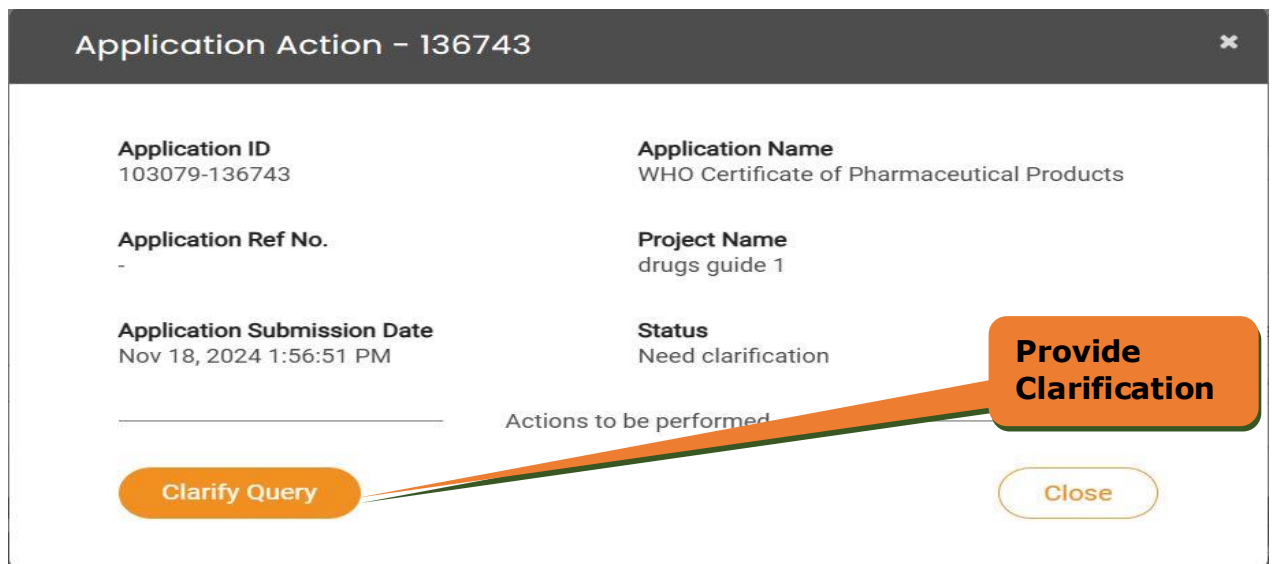 Application Action - 136743
Application ID
103079-136743
Application Name
WHO Certificate of Pharmaceutical Products
Application Ref No.
-
Project Name
drugs guide 1
Application Submission Date
Nov 18, 2024 1:56:51 PM
Status
Need clarification
Provide
Clarification
Actions to be performed
Clarify Query
Close